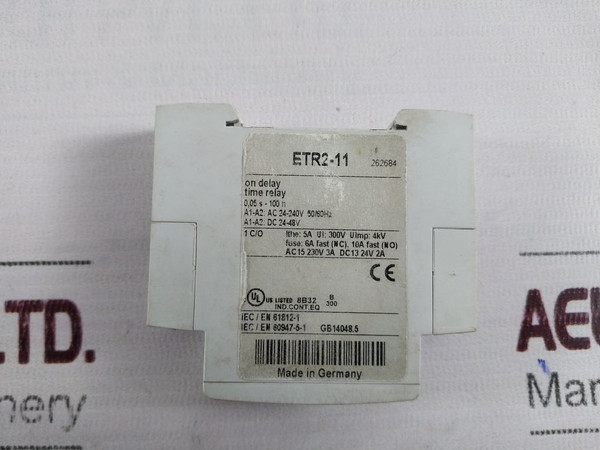 ETR2-11
262684
on delay
time relay
0,05 s - 100 h
A1-A2: AC 24-240V 50/60Hz
A1-A2: DC 24-48V
1 C/O Ithe: 5A Ui: 300V Uimp: 4kV
fuse: 6A fast (NC), 10A fast (NO)
AC15 230V 3A DC13 24V 2A
CE
UL US LISTED 8B32 B
IND.CONT.EQ 300
IEC / EN 61812-1
IEC / EN 60947-5-1 GB14048.5
Made in Germany
LTD.
nery
AEL
Mar